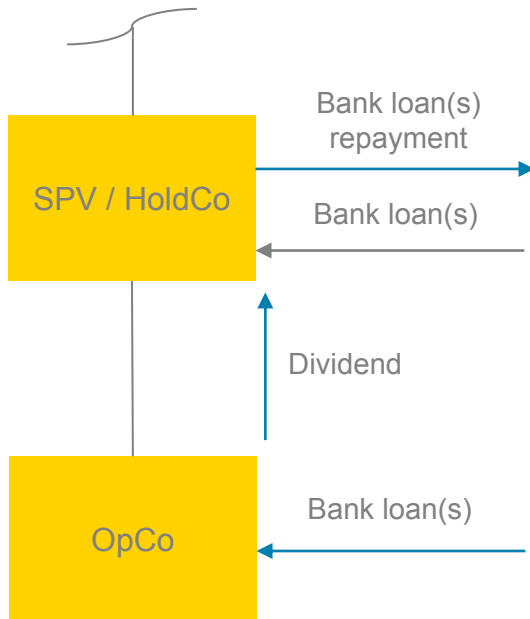 Bank loan(s)
repayment
SPV / HoldCo
Bank loan(s)
Dividend
Bank loan(s)
OpCo